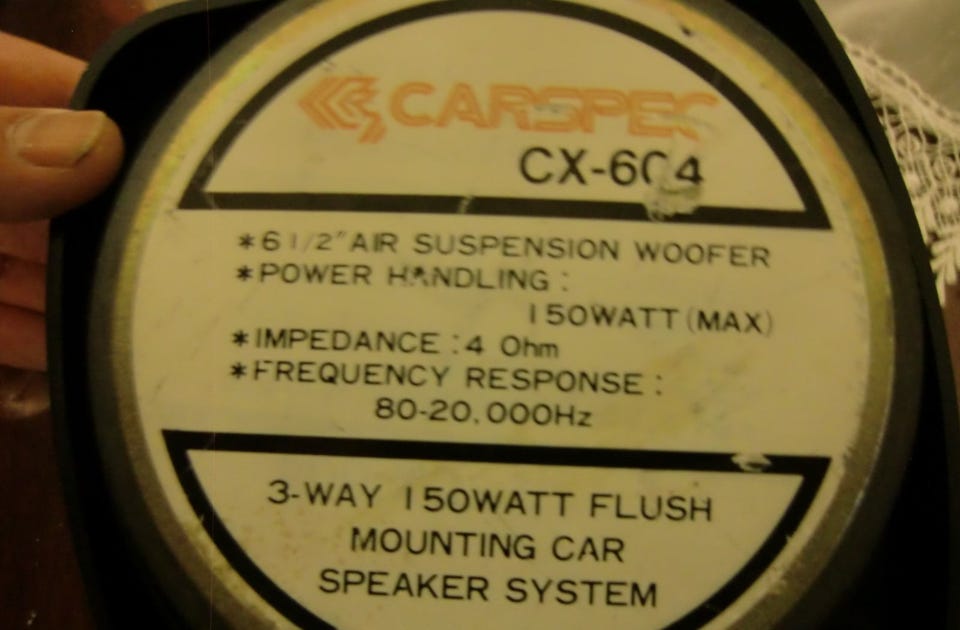 CARSPEC
CX-604
*6 1/2" AIR SUSPENSION WOOFER
*POWER HANDLING :
150WATT (MAX)
*IMPEDANCE : 4 Ohm
*FREQUENCY RESPONSE :
80-20,000Hz
3-WAY 150WATT FLUSH
MOUNTING CAR
SPEAKER SYSTEM